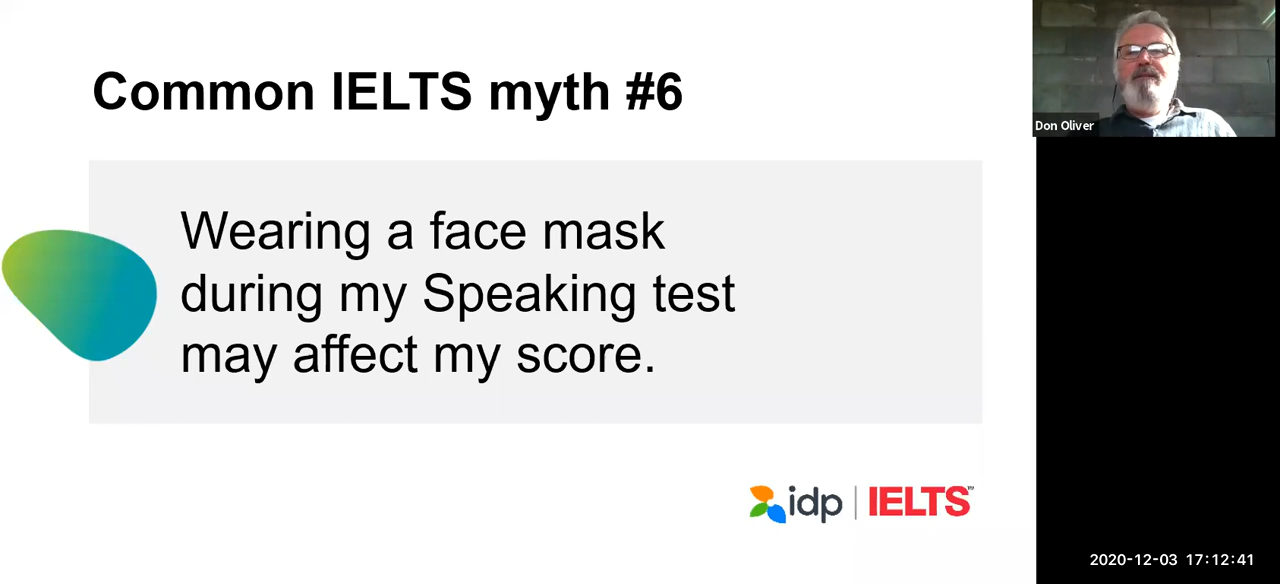 Common IELTS myth #6
Don Oliver
Wearing a face mask
during my Speaking test
may affect my score.
idp | IELTS™
2020-12-03 17:12:41